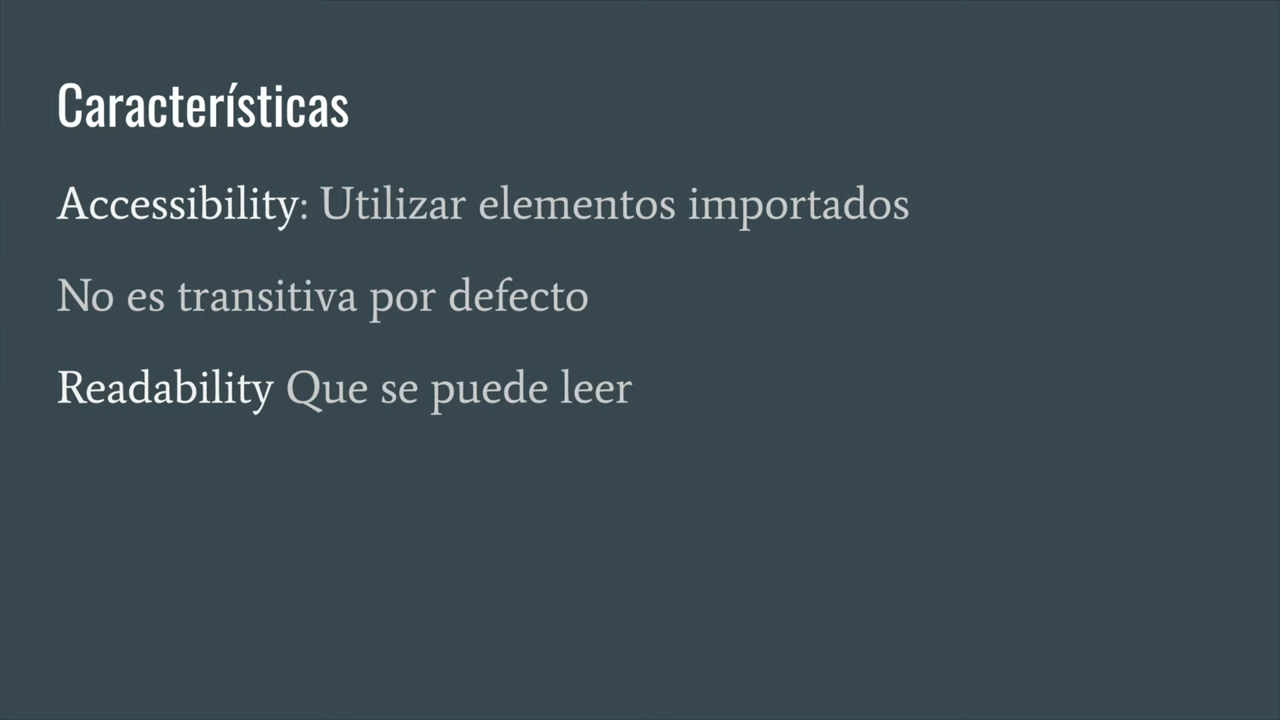 Características
Accessibility: Utilizar elementos importados
No es transitiva por defecto
Readability Que se puede leer